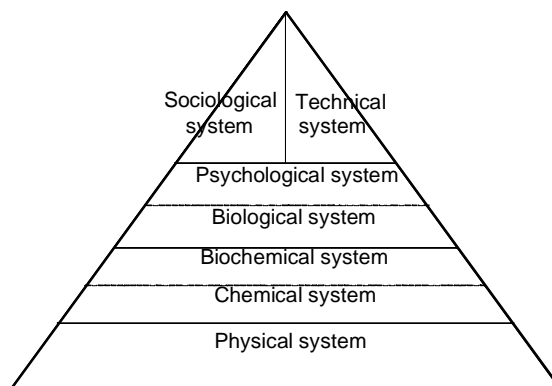 Sociological
system
Technical
system
Psychological system
Biological system
Biochemical system
Chemical system
Physical system